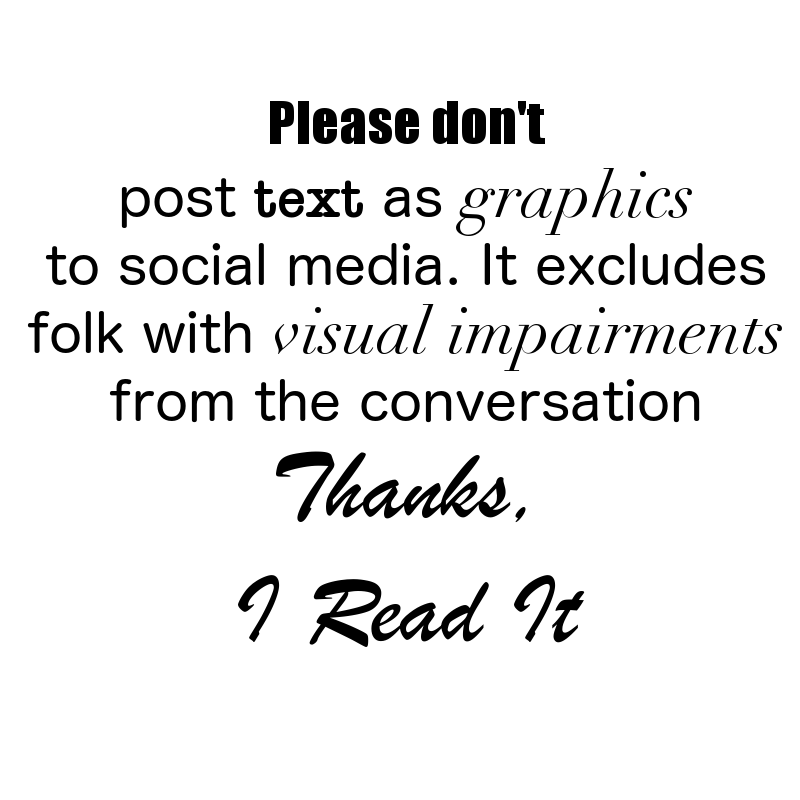 Please don't
post text as graphics
to social media. It excludes
folk with visual impairments
from the conversation
Thanks,
I Read It